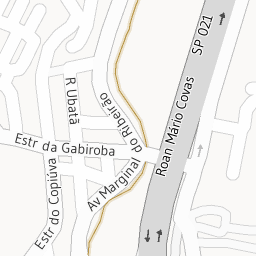 SP 021
R Ubatã
Av Marginal do Ribeirão
Roan Mário Covas
Estr da Gabiroba
Estr do Copiúva